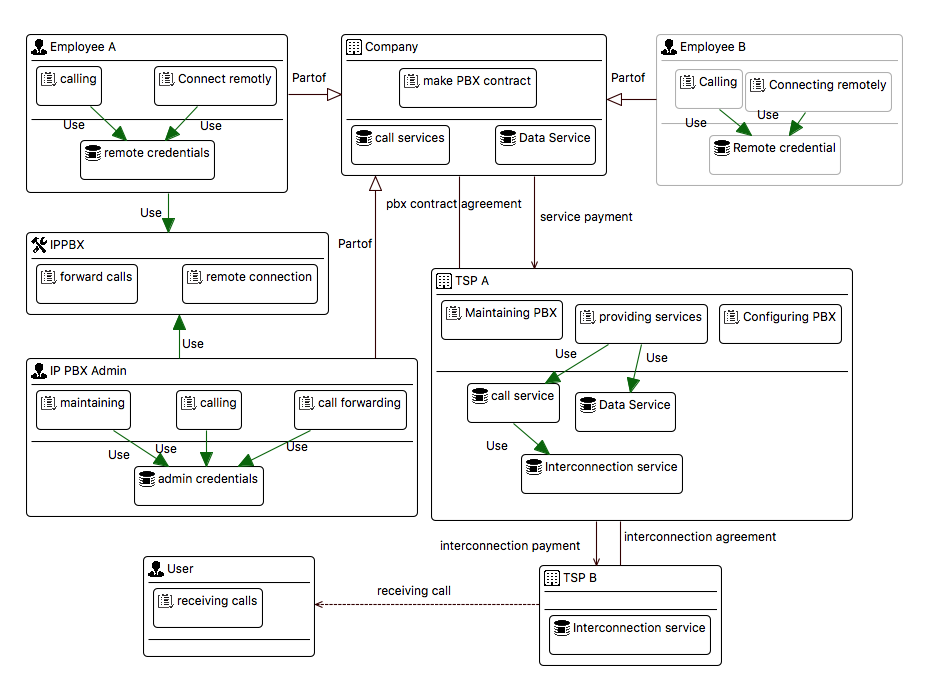 Employee A
calling
Connect remotly
Use
Use
remote credentials
Partof
Company
make PBX contract
call services
Data Service
Partof
Employee B
Calling
Connecting remotely
Use
Use
Remote credential
Use
IPPBX
forward calls
remote connection
Use
Partof
pbx contract agreement
service payment
IP PBX Admin
maintaining
calling
call forwarding
Use
Use
Use
admin credentials
TSP A
Maintaining PBX
providing services
Configuring PBX
Use
Use
call service
Data Service
Use
Interconnection service
interconnection payment
interconnection agreement
User
receiving calls
receiving call
TSP B
Interconnection service